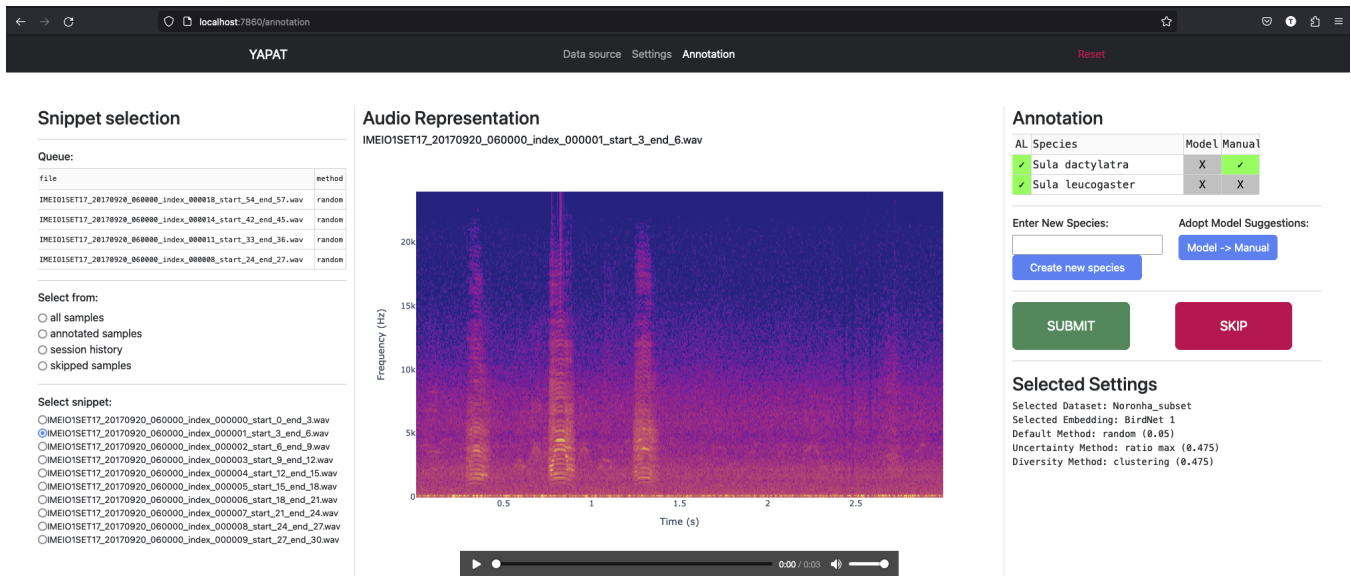 localhost:7860/annotation
YAPAT
Data source Settings Annotation
Reset
Snippet selection
Queue:
file method
IMEIO1SET17_20170920_060000_index_000018_start_54_end_57.wav random
IMEIO1SET17_20170920_060000_index_000014_start_42_end_45.wav random
IMEIO1SET17_20170920_060000_index_000011_start_33_end_36.wav random
IMEIO1SET17_20170920_060000_index_000008_start_24_end_27.wav random
Select from:
all samples
annotated samples
session history
skipped samples
Select snippet:
IMEIO1SET17_20170920_060000_index_000000_start_0_end_3.wav
IMEIO1SET17_20170920_060000_index_000001_start_3_end_6.wav
IMEIO1SET17_20170920_060000_index_000002_start_6_end_9.wav
IMEIO1SET17_20170920_060000_index_000003_start_9_end_12.wav
IMEIO1SET17_20170920_060000_index_000004_start_12_end_15.wav
IMEIO1SET17_20170920_060000_index_000005_start_15_end_18.wav
IMEIO1SET17_20170920_060000_index_000006_start_18_end_21.wav
IMEIO1SET17_20170920_060000_index_000007_start_21_end_24.wav
IMEIO1SET17_20170920_060000_index_000008_start_24_end_27.wav
IMEIO1SET17_20170920_060000_index_000009_start_27_end_30.wav
Audio Representation
IMEIO1SET17_20170920_060000_index_000001_start_3_end_6.wav
Frequency (Hz)
20k
15k
10k
5k
0
0.5 1 1.5 2 2.5
Time (s)
0:00 / 0:03
Annotation
AL Species Model Manual
✓ Sula dactylatra X ✓
✓ Sula leucogaster X X
Enter New Species:
Create new species
Adopt Model Suggestions:
Model -> Manual
SUBMIT
SKIP
Selected Settings
Selected Dataset: Noronha_subset
Selected Embedding: BirdNet 1
Default Method: random (0.05)
Uncertainty Method: ratio max (0.475)
Diversity Method: clustering (0.475)